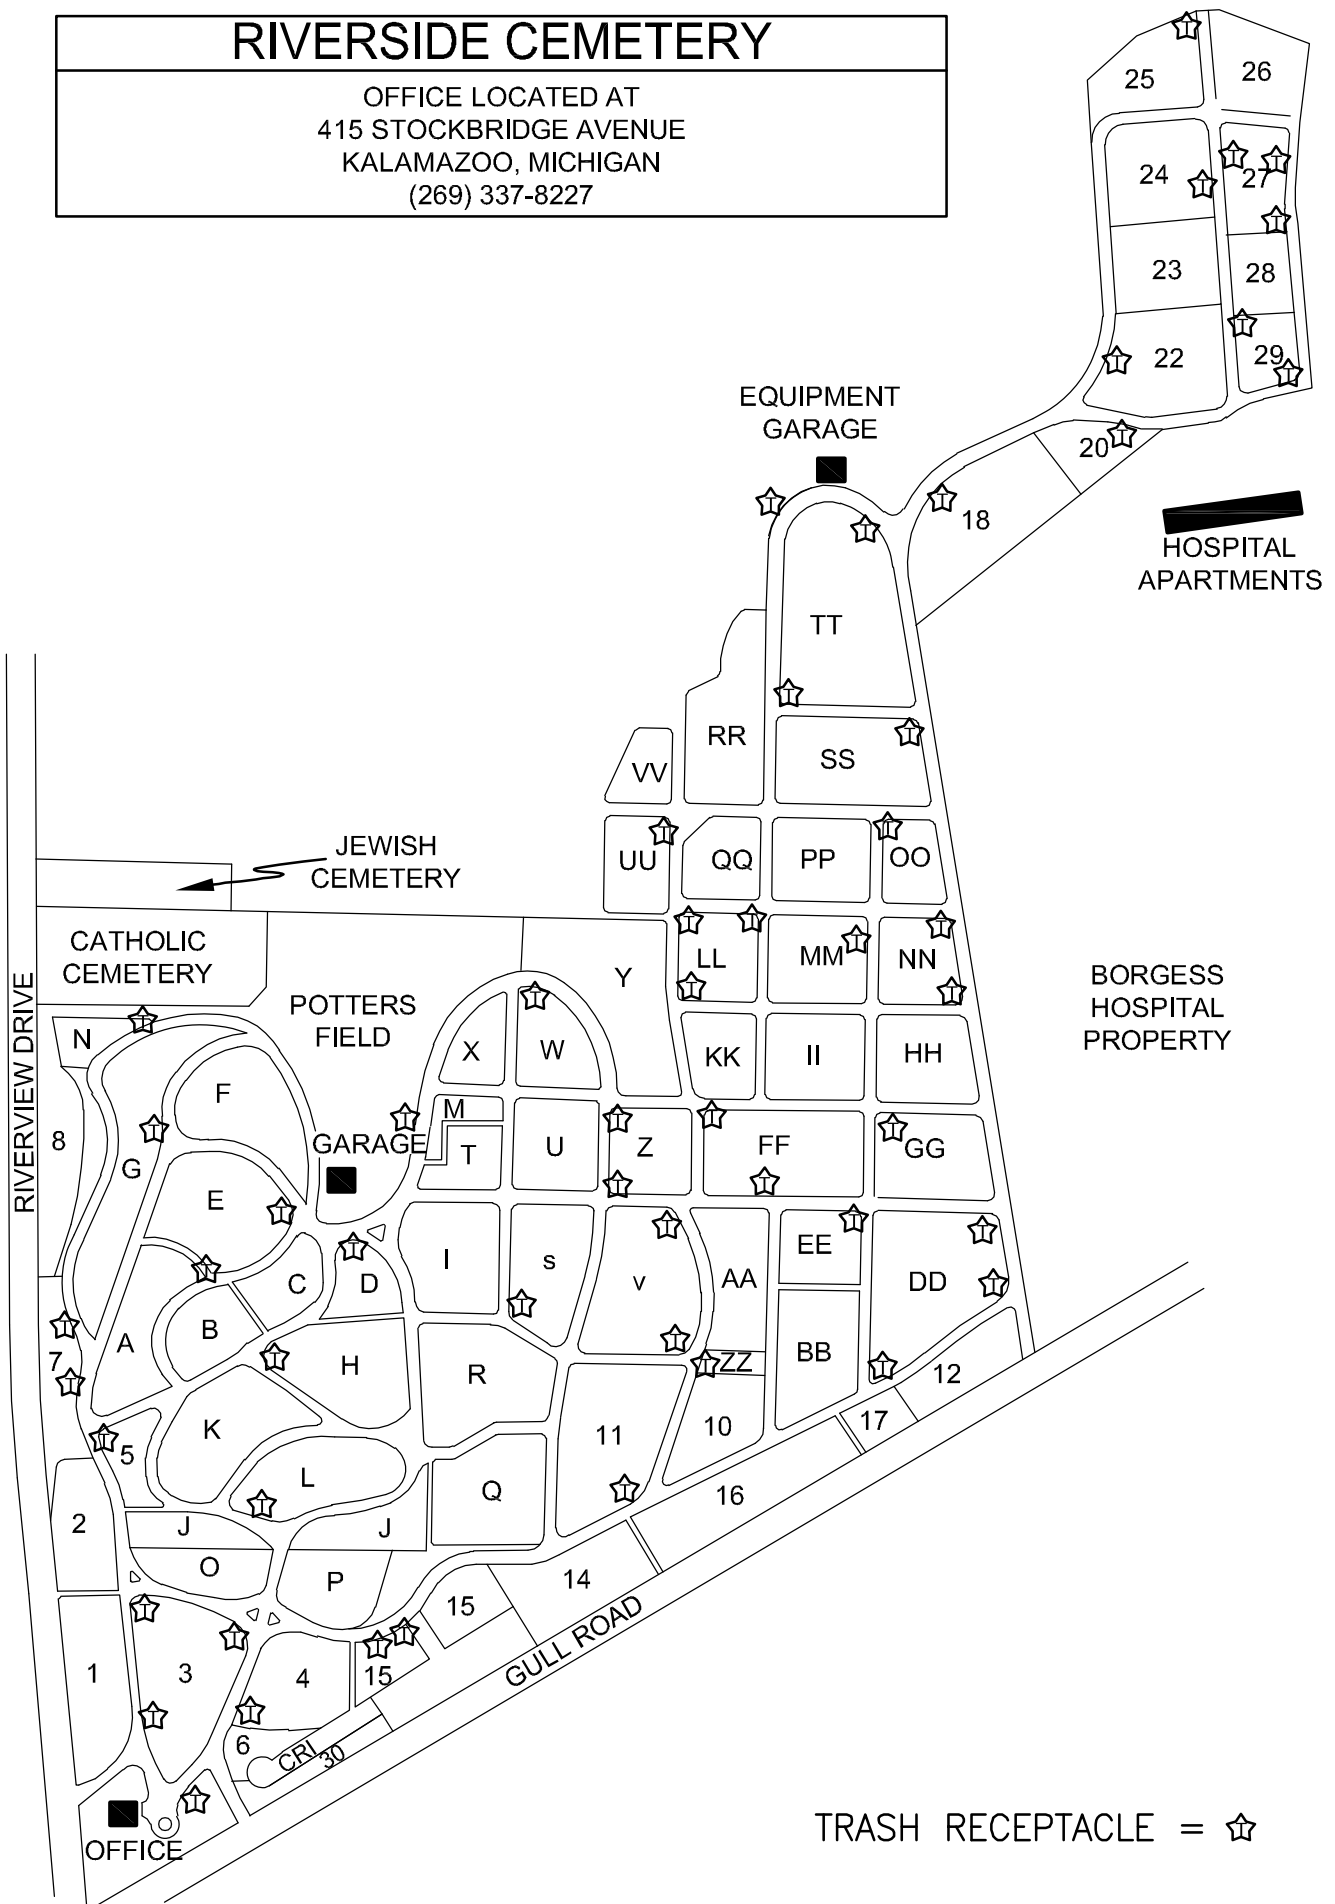 RIVERSIDE CEMETERY
OFFICE LOCATED AT
415 STOCKBRIDGE AVENUE
KALAMAZOO, MICHIGAN
(269) 337-8227
T
25
26
T
T
24
T
27
T
23
28
T
22
T
29
T
20
T
EQUIPMENT
GARAGE
T
T
T
18
HOSPITAL
APARTMENTS
TT
T
RR
SS
T
VV
UU
T
QQ
PP
T
OO
JEWISH
CEMETERY
CATHOLIC
CEMETERY
POTTERS
FIELD
Y
T
LL
T
T
MM
T
NN
T
T
BORGESS
HOSPITAL
PROPERTY
RIVERVIEW DRIVE
N
T
F
X
W
T
KK
II
HH
8
G
T
GARAGE
T
M
T
U
Z
T
T
T
FF
T
T
GG
E
T
T
C
D
T
I
s
T
v
T
T
AA
EE
T
DD
T
T
T
7
T
A
B
T
H
R
T
ZZ
BB
T
12
T
5
K
L
T
Q
11
T
10
17
16
2
J
J
O
P
15
14
GULL ROAD
1
T
3
T
T
T
4
T
T
15
6
CRI
30
T
OFFICE
TRASH RECEPTACLE = T